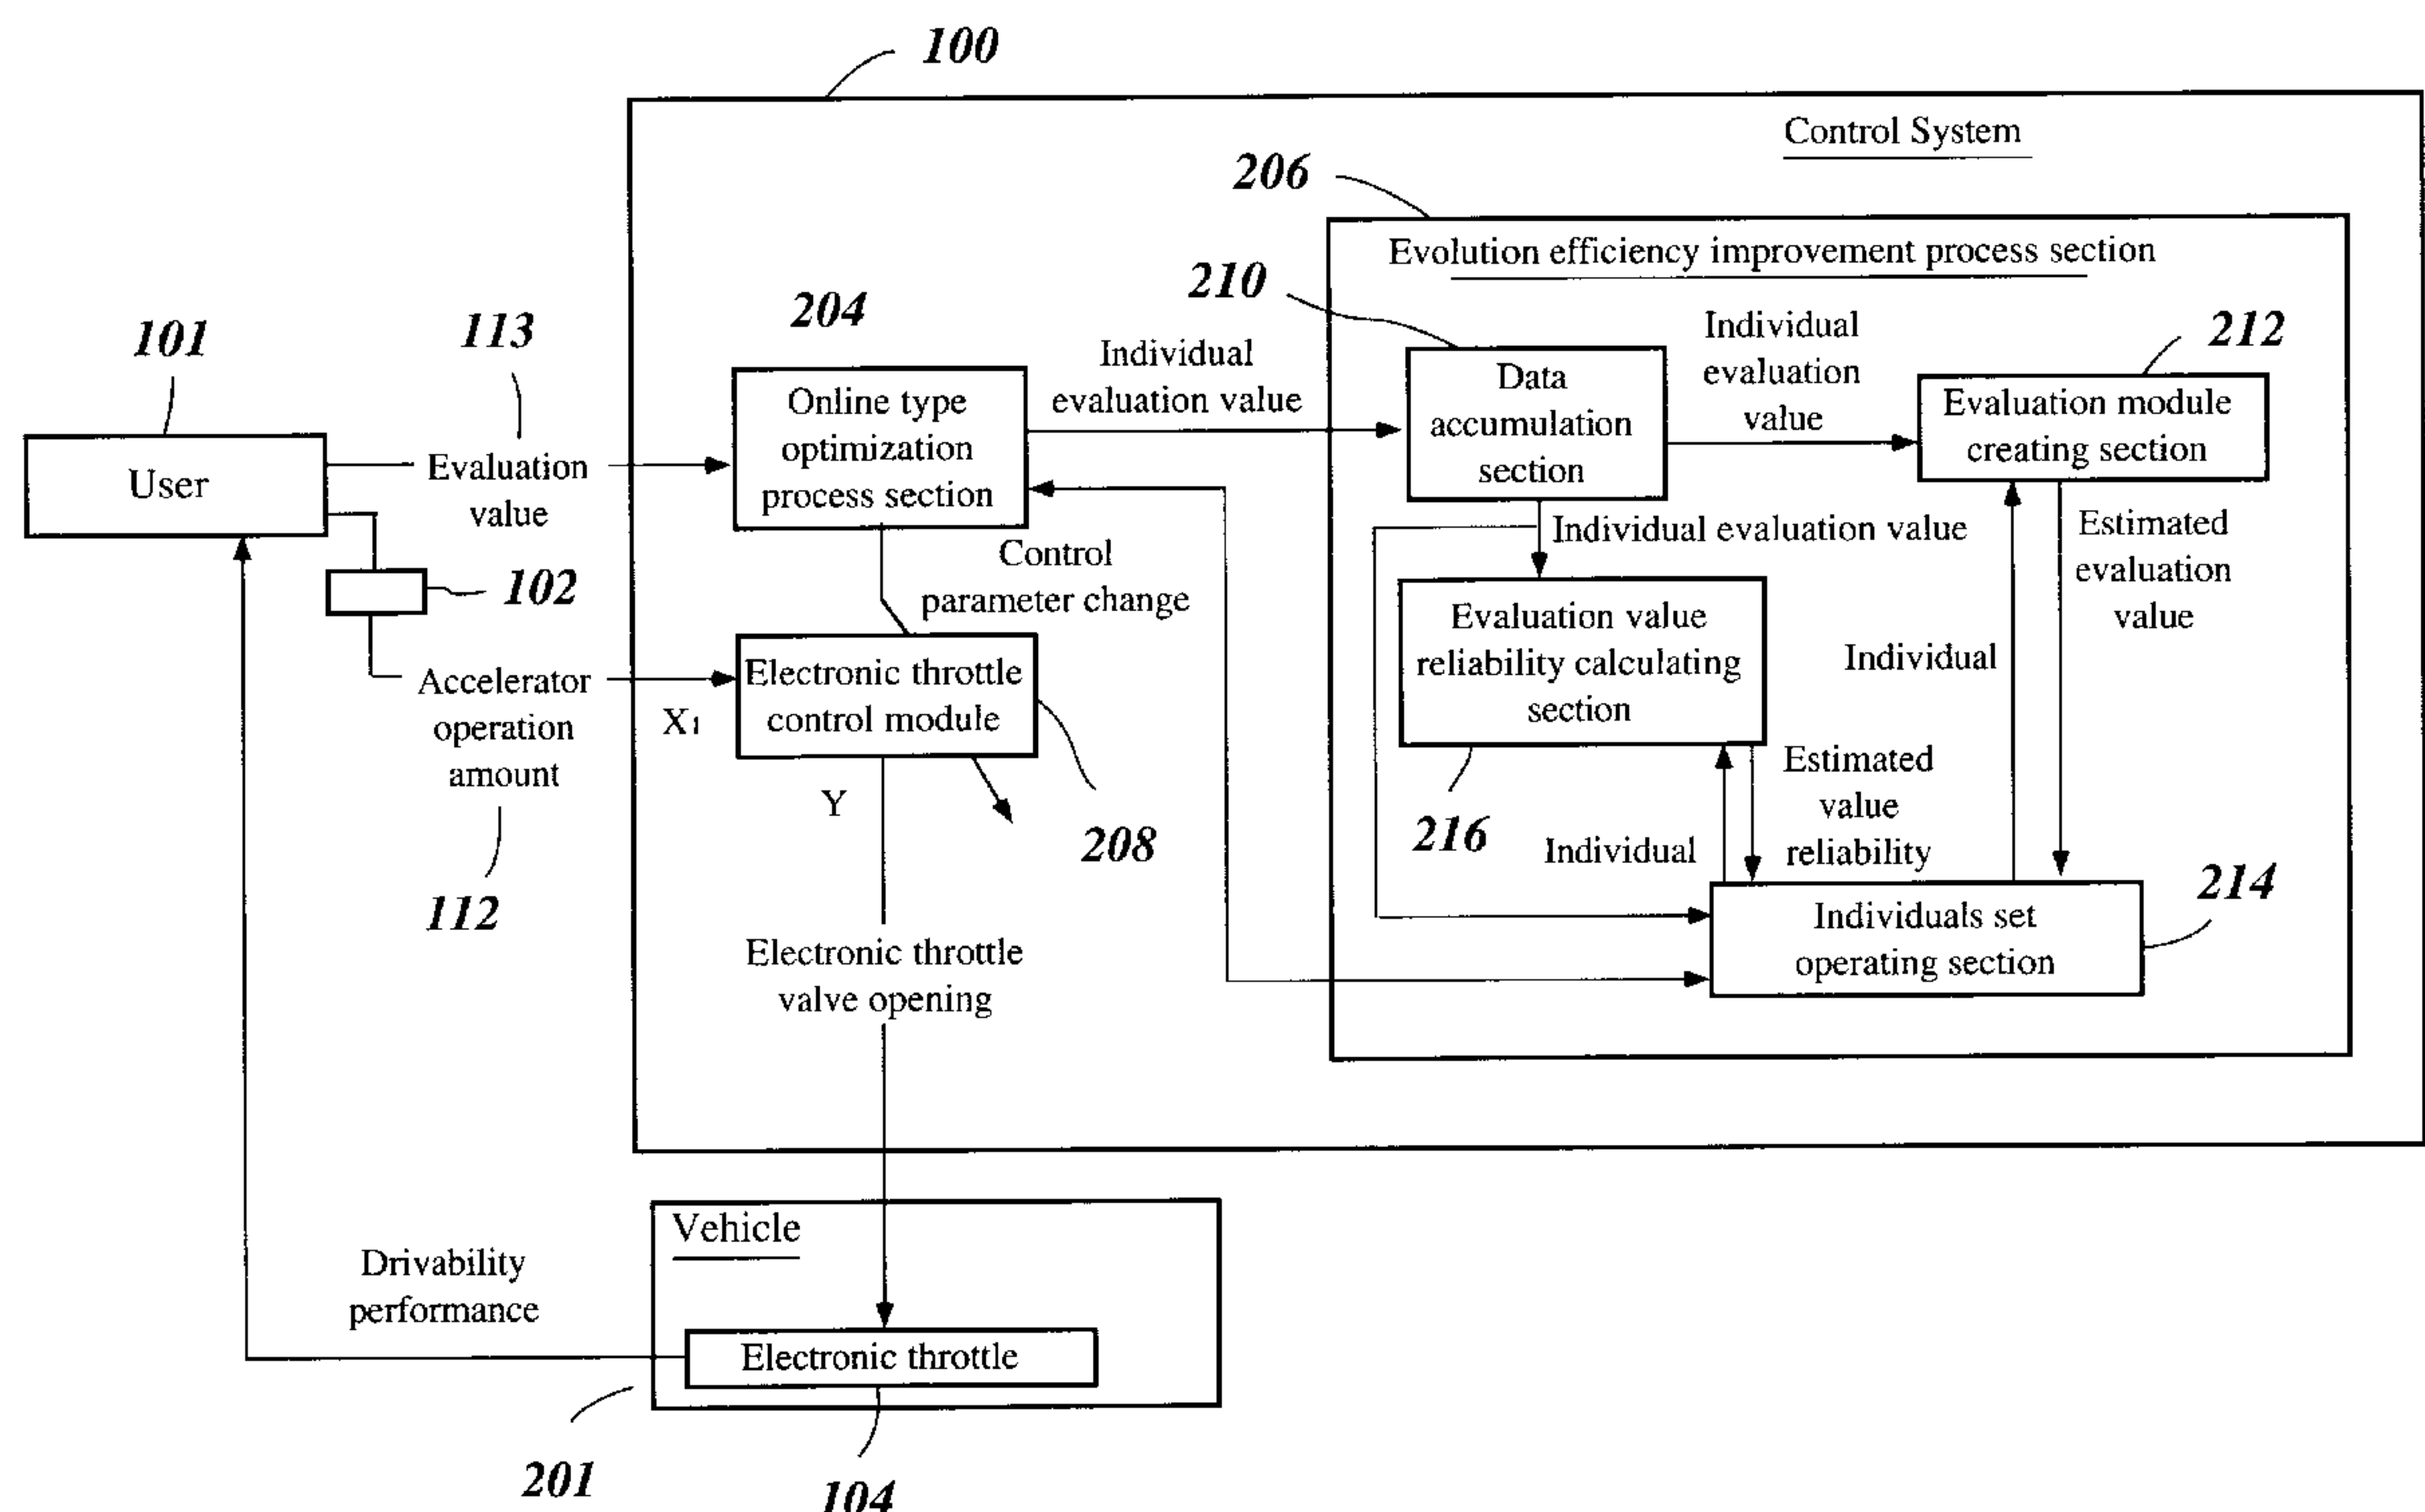 100
Control System
206
Evolution efficiency improvement process section
210
204
Individual
evaluation value
212
101
113
Individual
evaluation
value
Online type
optimization
process section
Data
accumulation
section
Evaluation module
creating section
User
Evaluation
value
Individual evaluation value
Estimated
evaluation
value
Control
parameter change
102
Evaluation value
reliability calculating
section
Individual
Accelerator
operation
amount
X1
Electronic throttle
control module
Y
208
112
216
Individual
Estimated
value
reliability
214
Individuals set
operating section
Electronic throttle
valve opening
Vehicle
Drivability
performance
Electronic throttle
201
104